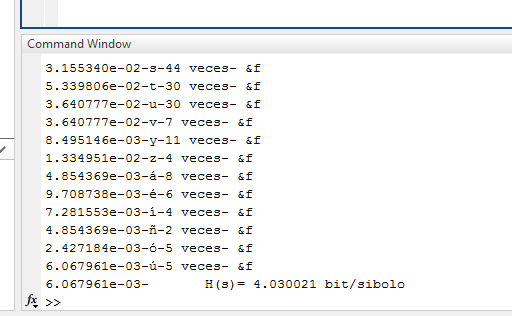 Command Window
3.155340e-02-s-44 veces- &f
5.339806e-02-t-30 veces- &f
3.640777e-02-u-30 veces- &f
3.640777e-02-v-7 veces- &f
8.495146e-03-y-11 veces- &f
1.334951e-02-z-4 veces- &f
4.854369e-03-á-8 veces- &f
9.708738e-03-é-6 veces- &f
7.281553e-03-í-4 veces- &f
4.854369e-03-ñ-2 veces- &f
2.427184e-03-ó-5 veces- &f
6.067961e-03-ú-5 veces- &f
6.067961e-03- H(s)= 4.030021 bit/sibolo
fx >>